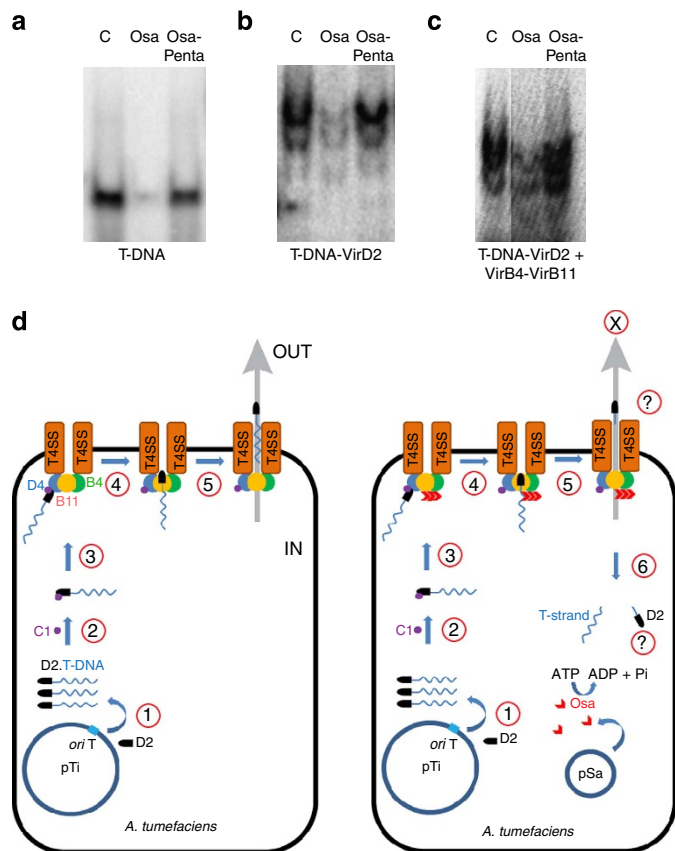 a
C Osa Osa-
Penta
T-DNA
b
C Osa Osa-
Penta
T-DNA-VirD2
c
C Osa Osa-
Penta
T-DNA-VirD2 +
VirB4-VirB11
d
OUT
T4SS T4SS T4SS T4SS T4SS T4SS
D4 B4
B11
4 5
IN
3
C1 2
D2.T-DNA
1
ori T D2
pTi
A. tumefaciens
X
?
T4SS T4SS T4SS T4SS T4SS T4SS
4 5
3 6
C1 2
T-strand D2
?
ATP ADP + Pi
Osa
1
ori T D2
pTi
pSa
A. tumefaciens